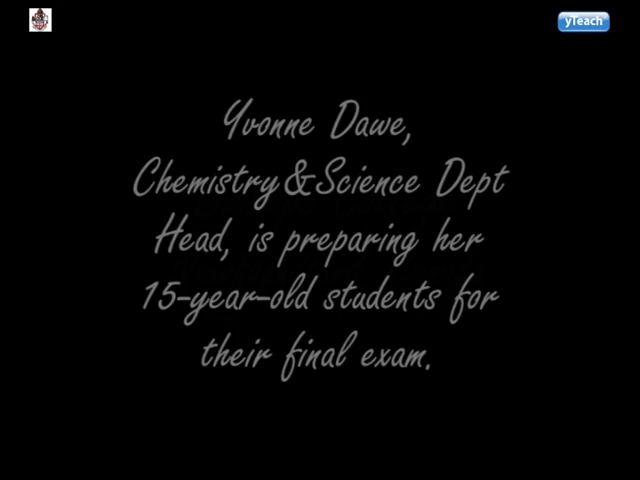 yTeach
Yvonne Dawe,
Chemistry&Science Dept
Head, is preparing her
15-year-old students for
their final exam.